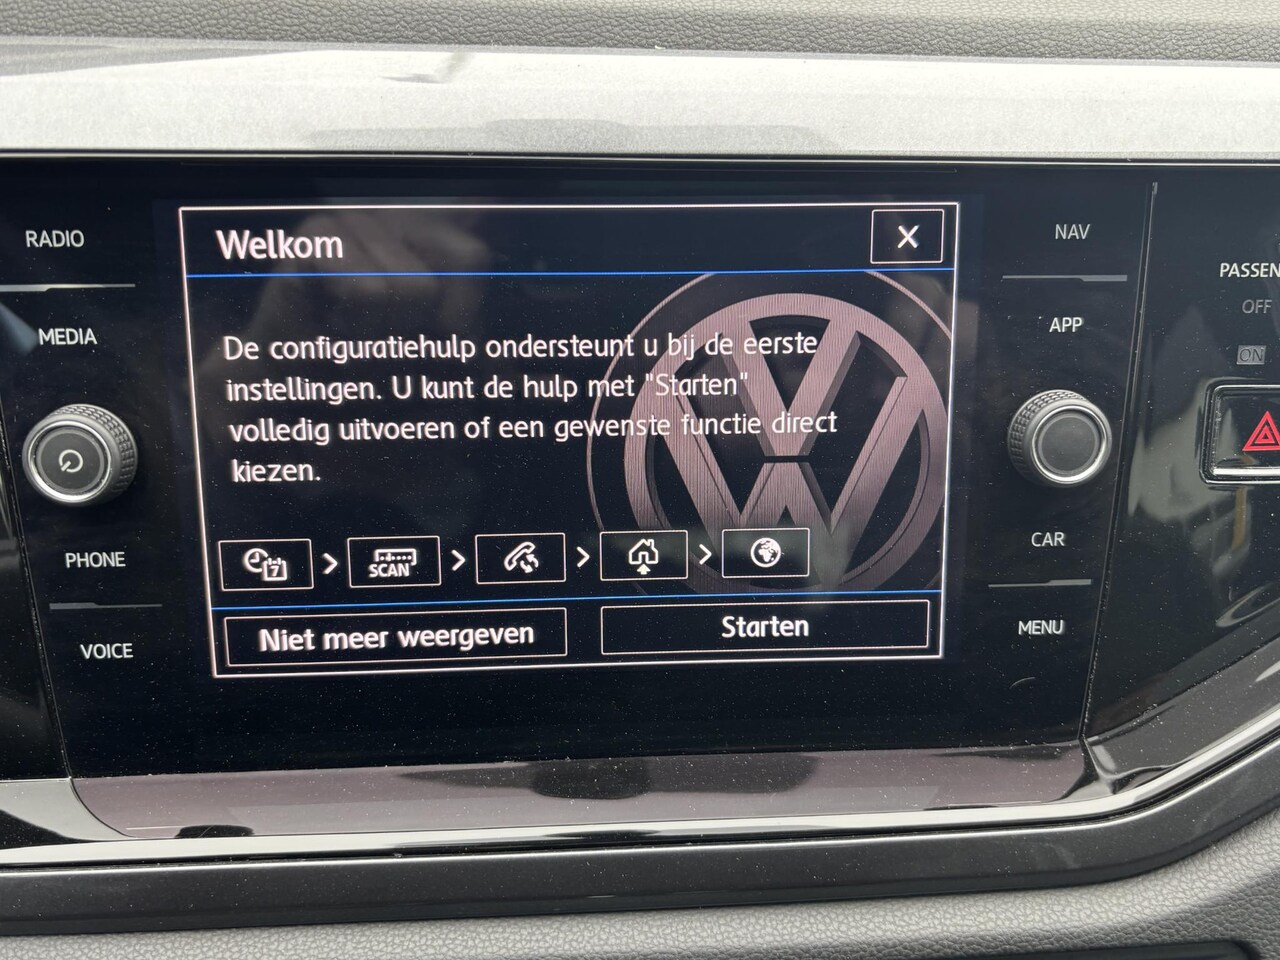 RADIO
MEDIA
PHONE
VOICE
Welkom
X
De configuratiehulp ondersteunt u bij de eerste
instellingen. U kunt de hulp met "Starten"
volledig uitvoeren of een gewenste functie direct
kiezen.
7
SCAN
Niet meer weergeven
Starten
NAV
APP
CAR
MENU
PASSEN
OFF
ON